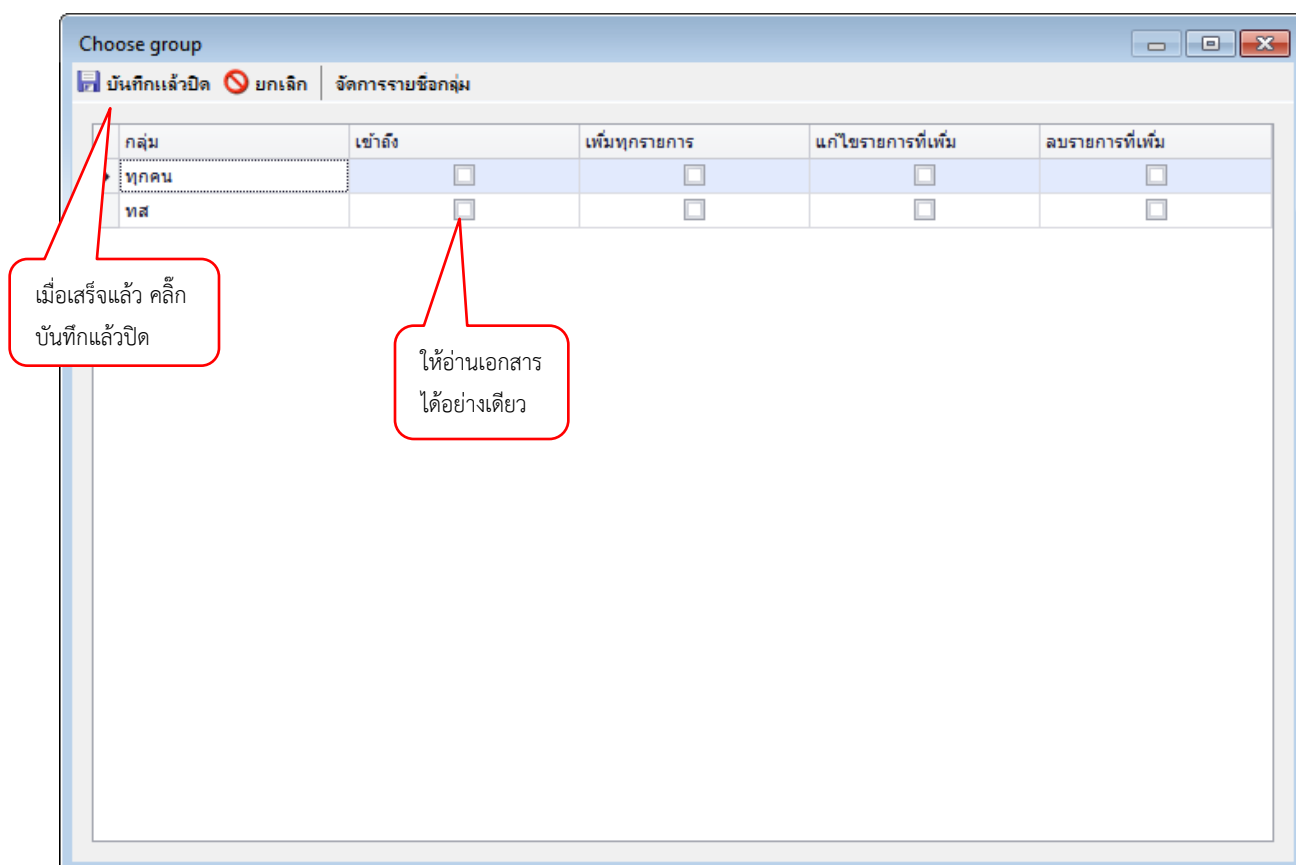 Choose group
บันทึกแล้วปิด ยกเลิก จัดการรายชื่อกลุ่ม
กลุ่ม เข้าถึง เพิ่มทุกรายการ แก้ไขรายการที่เพิ่ม ลบรายการที่เพิ่ม
ทุกคน
ทส
เมื่อเสร็จแล้ว คลิ๊ก
บันทึกแล้วปิด
ให้อ่านเอกสาร
ได้อย่างเดียว